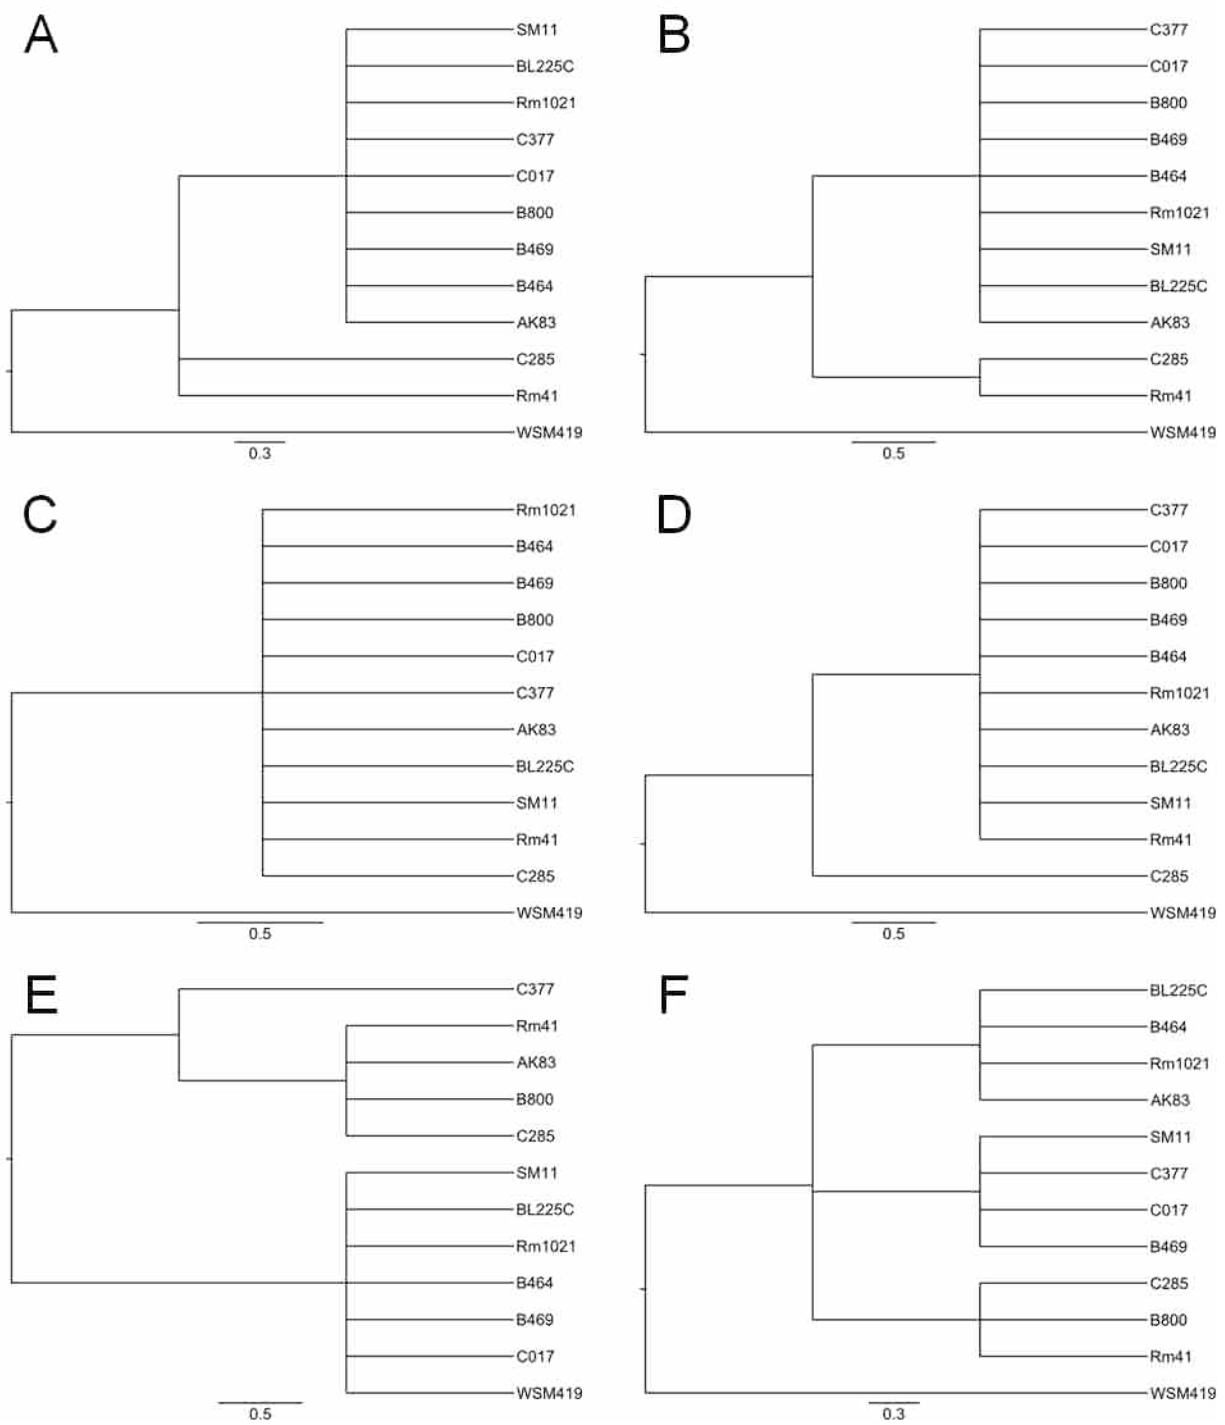 A
SM11
BL225C
Rm1021
C377
C017
B800
B469
B464
AK83
C285
Rm41
WSM419
0.3
B
C377
C017
B800
B469
B464
Rm1021
SM11
BL225C
AK83
C285
Rm41
WSM419
0.5
C
Rm1021
B464
B469
B800
C017
C377
AK83
BL225C
SM11
Rm41
C285
WSM419
0.5
D
C377
C017
B800
B469
B464
Rm1021
AK83
BL225C
SM11
Rm41
C285
WSM419
0.5
E
C377
Rm41
AK83
B800
C285
SM11
BL225C
Rm1021
B464
B469
C017
WSM419
0.5
F
BL225C
B464
Rm1021
AK83
SM11
C377
C017
B469
C285
B800
Rm41
WSM419
0.3